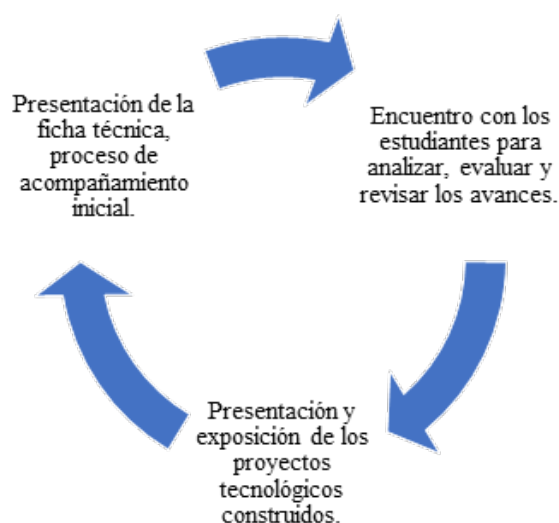 Presentación de la
ficha técnica,
proceso de
acompañamiento
inicial.
Encuentro con los
estudiantes para
analizar, evaluar y
revisar los avances.
Presentación y
exposición de los
proyectos
tecnológicos
construidos.